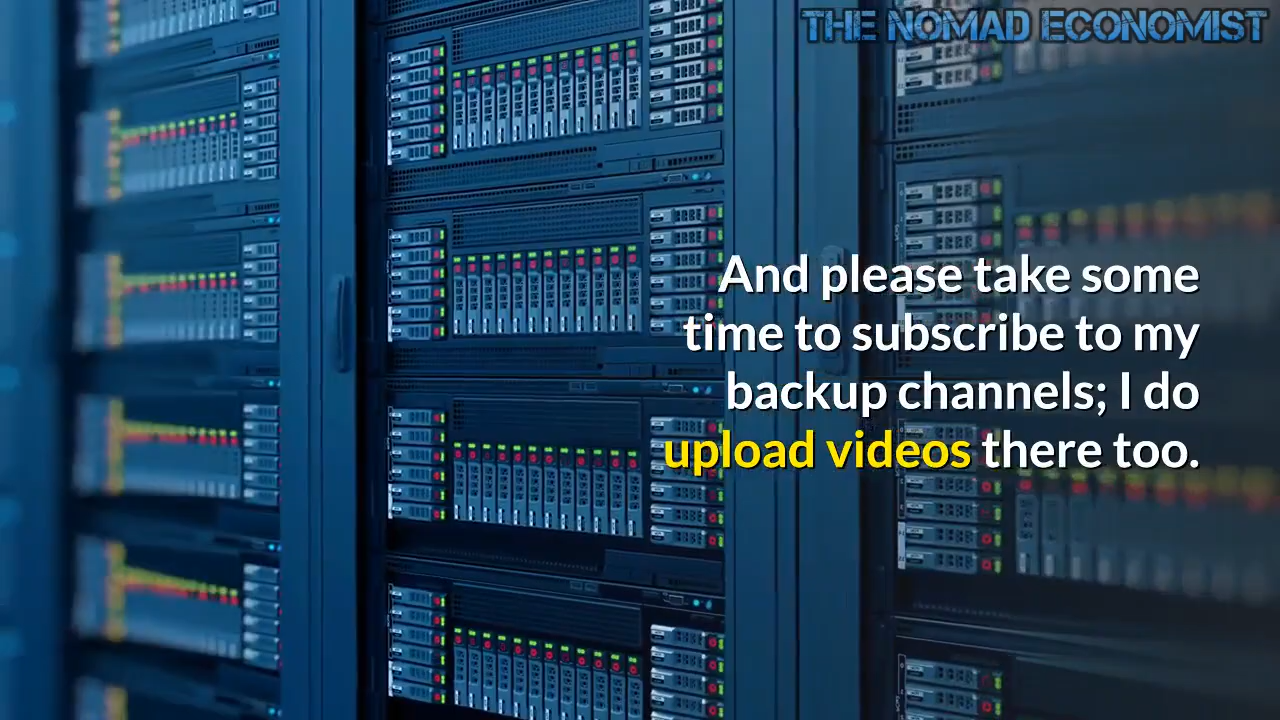 THE NOMAD ECONOMIST
And please take some
time to subscribe to my
backup channels; I do
upload videos there too.